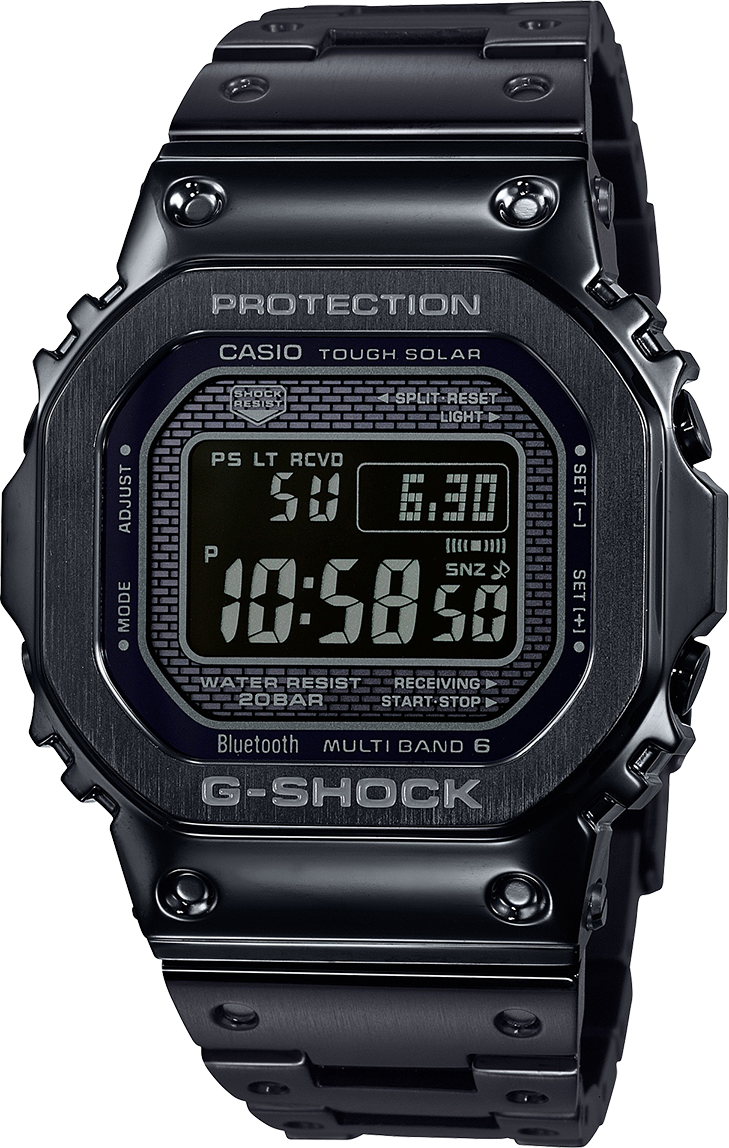 PROTECTION
CASIO TOUGH SOLAR
SHOCK
RESIST
◀ SPLIT·RESET
LIGHT ▶
ADJUST
MODE
SET [−]
SET [+]
PS LT RCVD
SU 6.30
SNZ
P
10:58 50
WATER RESIST
20BAR
RECEIVING ▶
START·STOP ▶
Bluetooth MULTI BAND 6
G-SHOCK